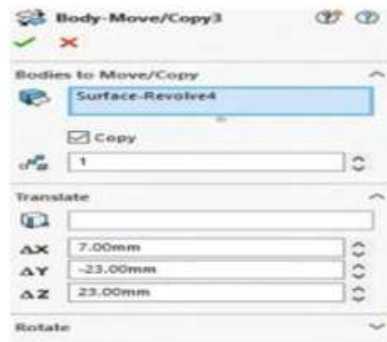 Body-Move/Copy3
Bodies to Move/Copy
Surface-Revolve4
Copy
1
Translate
ΔX 7.00mm
ΔY -23.00mm
ΔZ 23.00mm
Rotate